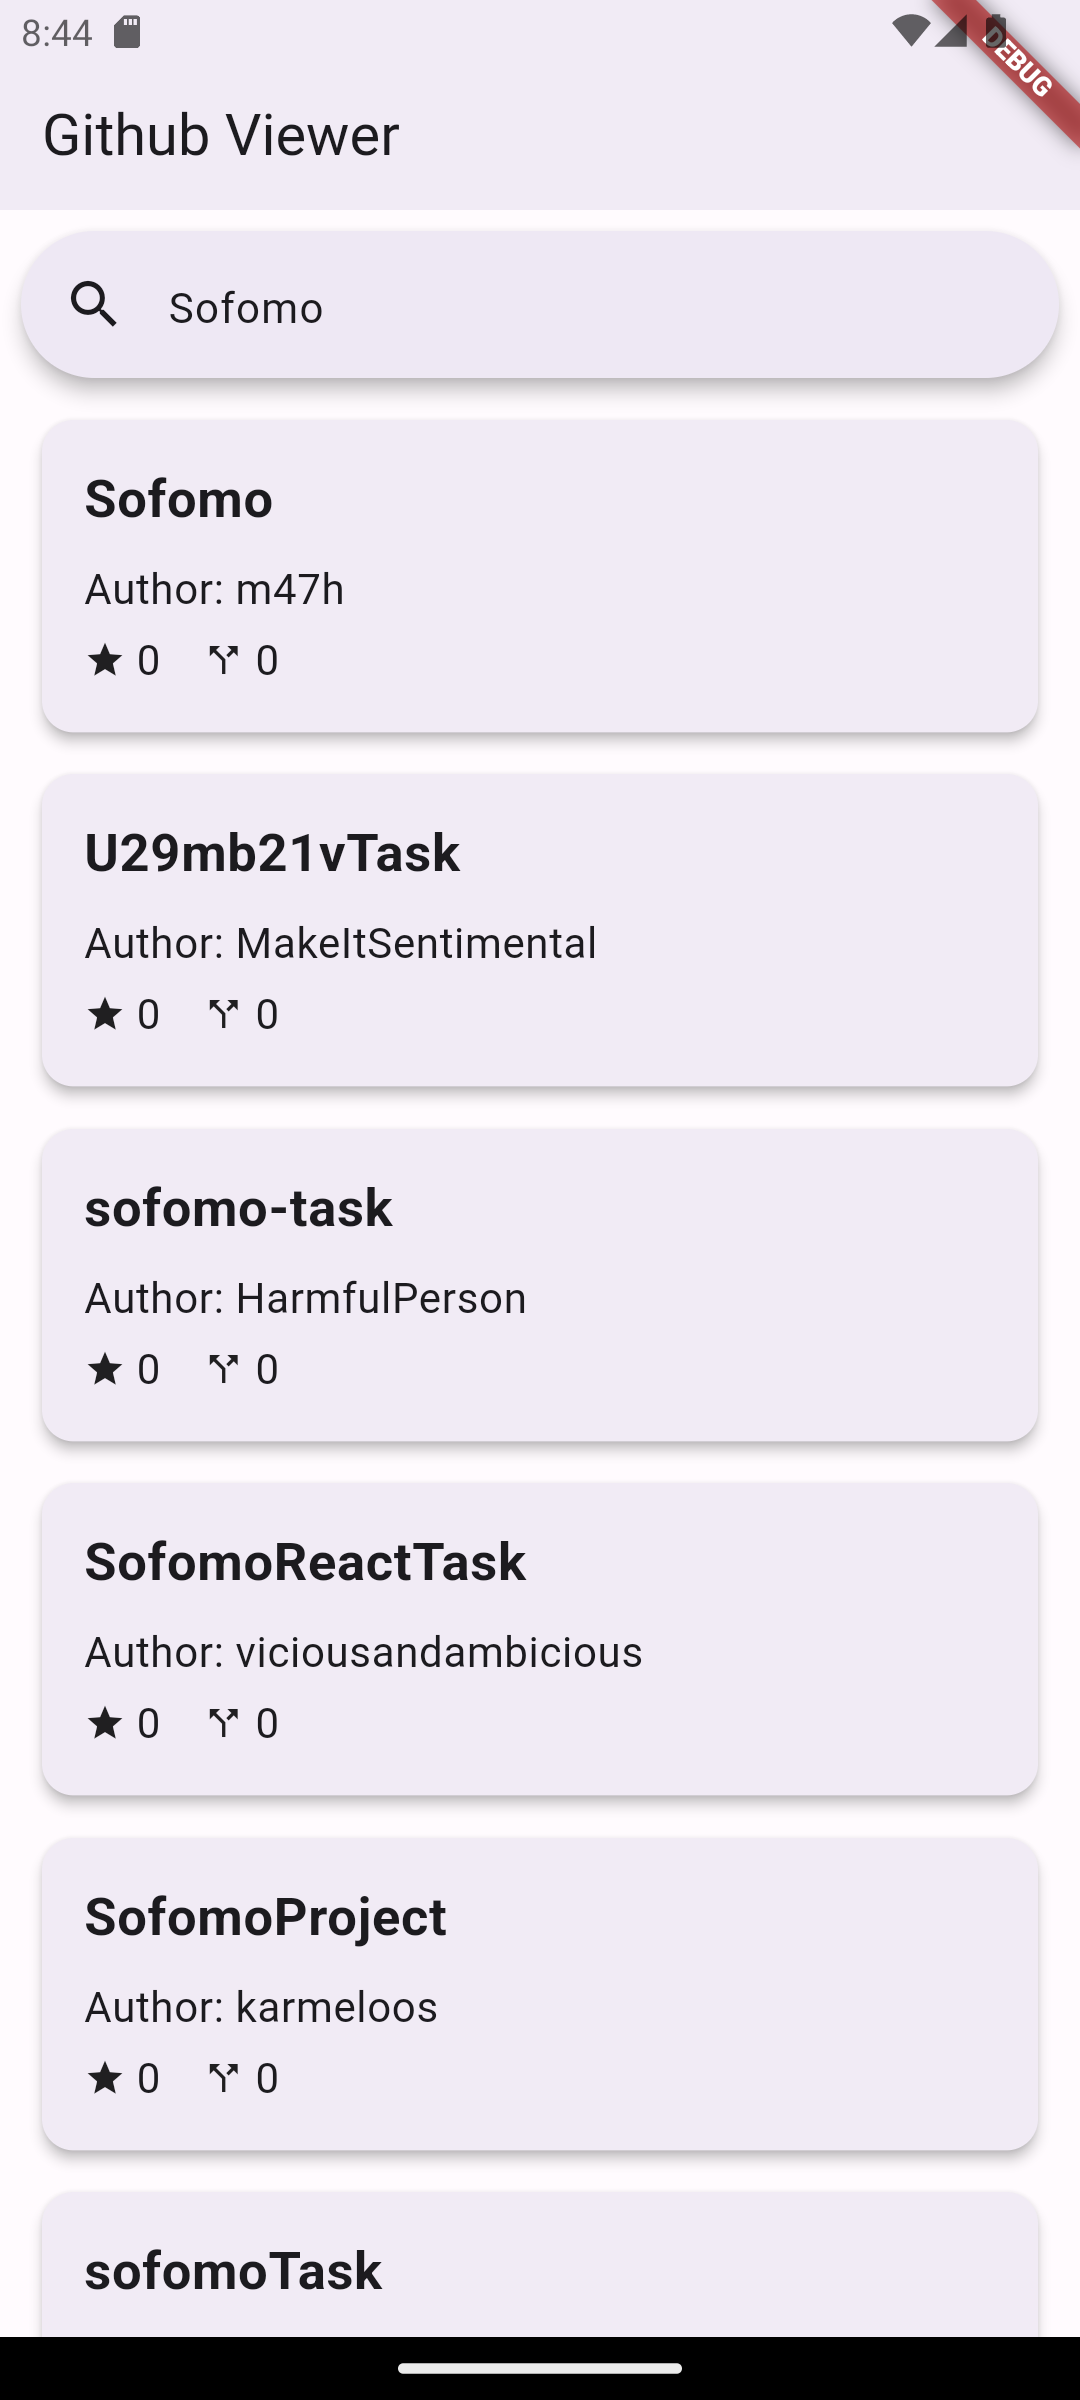 8:44
DEBUG
Github Viewer
Sofomo
Sofomo
Author: m47h
0 0
U29mb21vTask
Author: MakeItSentimental
0 0
sofomo-task
Author: HarmfulPerson
0 0
SofomoReactTask
Author: viciousandambicious
0 0
SofomoProject
Author: karmeloos
0 0
sofomoTask